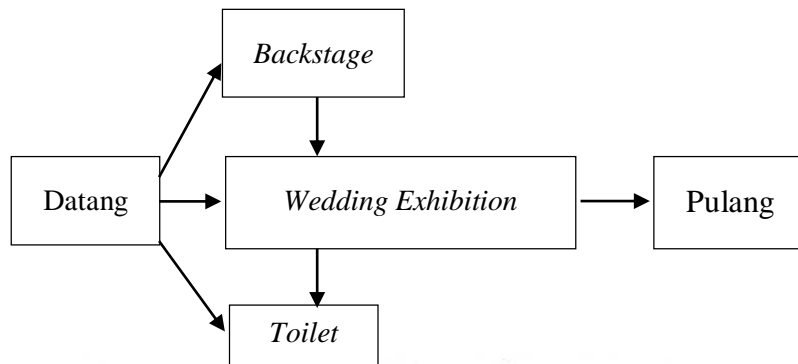 Backstage
Datang
Wedding Exhibition
Pulang
Toilet